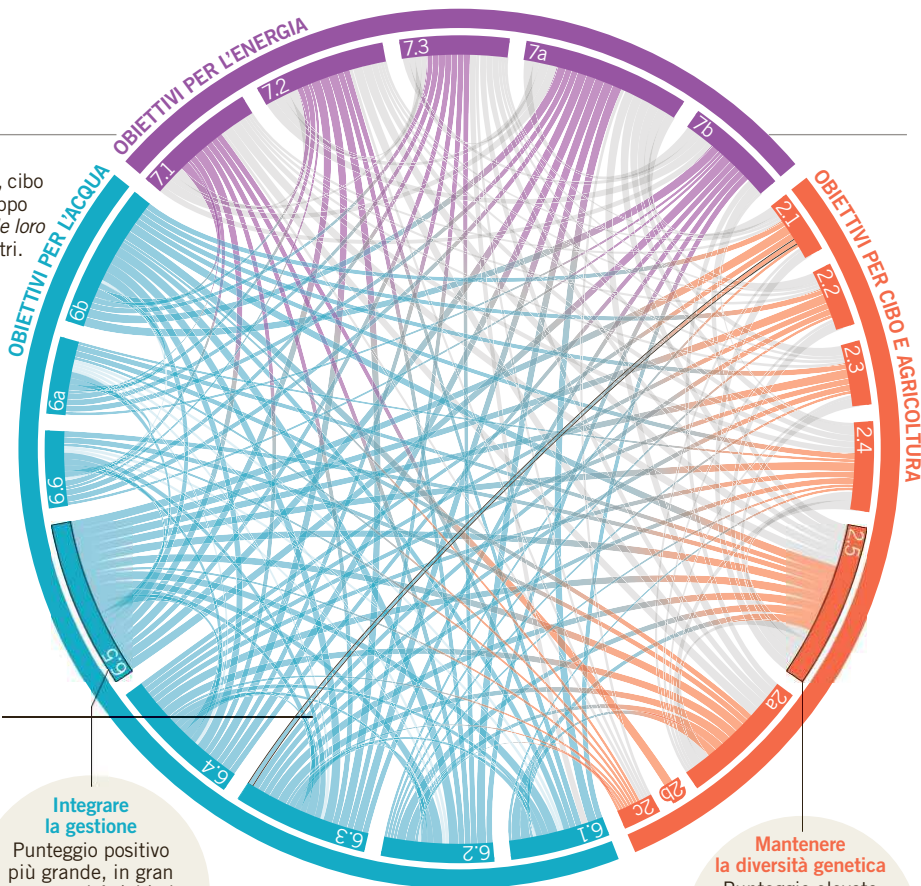 OBIETTIVI PER L'ENERGIA
7.1
7.2
7.3
7a
7b
, cibo
opo
e loro
tri.
OBIETTIVI PER L'ACQUA
6b
6a
6.6
6.5
6.4
6.3
6.2
6.1
OBIETTIVI PER CIBO E AGRICOLTURA
2.1
2.2
2.3
2.4
2.5
2a
2b
2c
Integrare
la gestione
Punteggio positivo
più grande, in gran
Mantenere
la diversità genetica
Punteggio elevato